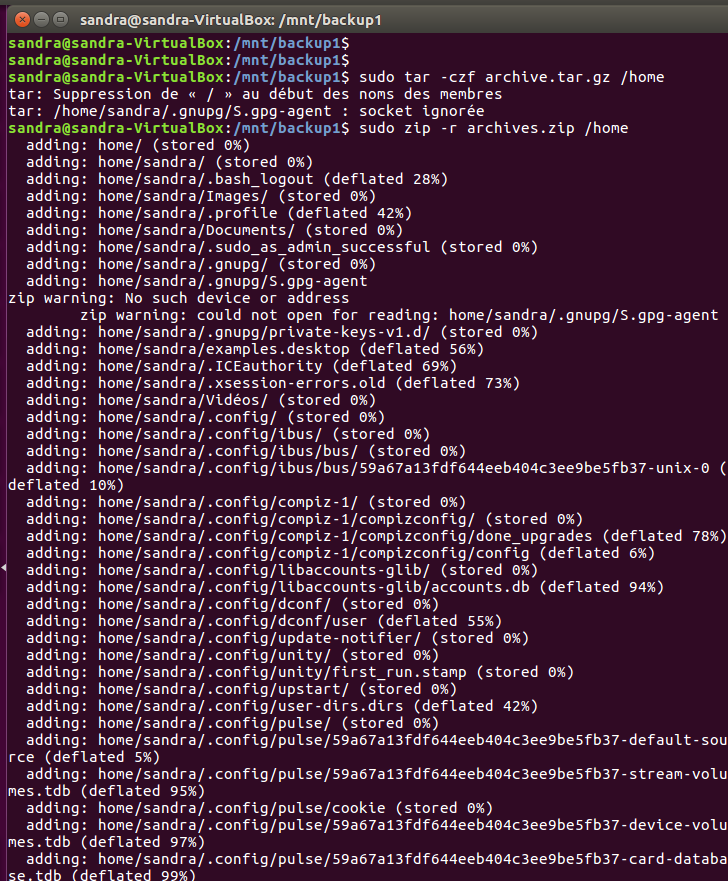 sandra@sandra-VirtualBox: /mnt/backup1
sandra@sandra-VirtualBox:/mnt/backup1$
sandra@sandra-VirtualBox:/mnt/backup1$
sandra@sandra-VirtualBox:/mnt/backup1$ sudo tar -czf archive.tar.gz /home
tar: Suppression de « / » au début des noms des membres
tar: /home/sandra/.gnupg/S.gpg-agent : socket ignorée
sandra@sandra-VirtualBox:/mnt/backup1$ sudo zip -r archives.zip /home
  adding: home/ (stored 0%)
  adding: home/sandra/ (stored 0%)
  adding: home/sandra/.bash_logout (deflated 28%)
  adding: home/sandra/Images/ (stored 0%)
  adding: home/sandra/.profile (deflated 42%)
  adding: home/sandra/Documents/ (stored 0%)
  adding: home/sandra/.sudo_as_admin_successful (stored 0%)
  adding: home/sandra/.gnupg/ (stored 0%)
  adding: home/sandra/.gnupg/S.gpg-agent
zip warning: No such device or address
        zip warning: could not open for reading: home/sandra/.gnupg/S.gpg-agent
  adding: home/sandra/.gnupg/private-keys-v1.d/ (stored 0%)
  adding: home/sandra/examples.desktop (deflated 56%)
  adding: home/sandra/.ICEauthority (deflated 69%)
  adding: home/sandra/.xsession-errors.old (deflated 73%)
  adding: home/sandra/Vidéos/ (stored 0%)
  adding: home/sandra/.config/ (stored 0%)
  adding: home/sandra/.config/ibus/ (stored 0%)
  adding: home/sandra/.config/ibus/bus/ (stored 0%)
  adding: home/sandra/.config/ibus/bus/59a67a13fdf644eeb404c3ee9be5fb37-unix-0 (
deflated 10%)
  adding: home/sandra/.config/compiz-1/ (stored 0%)
  adding: home/sandra/.config/compiz-1/compizconfig/ (stored 0%)
  adding: home/sandra/.config/compiz-1/compizconfig/done_upgrades (deflated 78%)
  adding: home/sandra/.config/compiz-1/compizconfig/config (deflated 6%)
  adding: home/sandra/.config/libaccounts-glib/ (stored 0%)
  adding: home/sandra/.config/libaccounts-glib/accounts.db (deflated 94%)
  adding: home/sandra/.config/dconf/ (stored 0%)
  adding: home/sandra/.config/dconf/user (deflated 55%)
  adding: home/sandra/.config/update-notifier/ (stored 0%)
  adding: home/sandra/.config/unity/ (stored 0%)
  adding: home/sandra/.config/unity/first_run.stamp (stored 0%)
  adding: home/sandra/.config/upstart/ (stored 0%)
  adding: home/sandra/.config/user-dirs.dirs (deflated 42%)
  adding: home/sandra/.config/pulse/ (stored 0%)
  adding: home/sandra/.config/pulse/59a67a13fdf644eeb404c3ee9be5fb37-default-sou
rce (deflated 5%)
  adding: home/sandra/.config/pulse/59a67a13fdf644eeb404c3ee9be5fb37-stream-volu
mes.tdb (deflated 95%)
  adding: home/sandra/.config/pulse/cookie (stored 0%)
  adding: home/sandra/.config/pulse/59a67a13fdf644eeb404c3ee9be5fb37-device-volu
mes.tdb (deflated 97%)
  adding: home/sandra/.config/pulse/59a67a13fdf644eeb404c3ee9be5fb37-card-databa
se.tdb (deflated 99%)